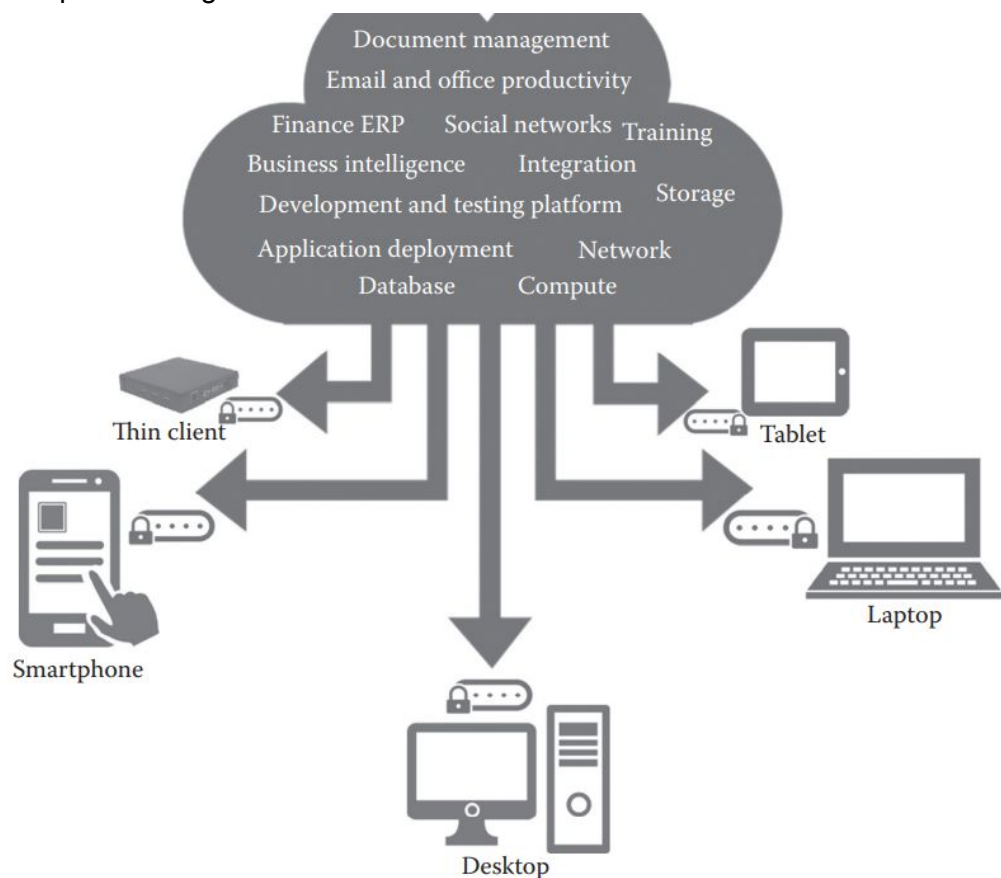 Document management
Email and office productivity
Finance ERP Social networks Training
Business intelligence Integration
Storage
Development and testing platform
Application deployment Network
Database Compute
Thin client
Tablet
Laptop
Smartphone
Desktop